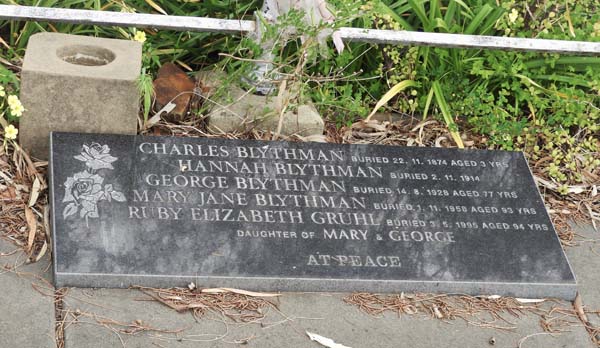 CHARLES BLYTHMAN BURIED 22. 11. 1874 AGED 3 YRS.
HANNAH BLYTHMAN BURIED 2. 11. 1914
GEORGE BLYTHMAN BURIED 14. 8. 1928 AGED 77 YRS
MARY JANE BLYTHMAN BURIED 1. 11. 1958 AGED 93 YRS
RUBY ELIZABETH GRUHL BURIED 3. 5. 1995 AGED 94 YRS
DAUGHTER OF MARY & GEORGE
AT PEACE